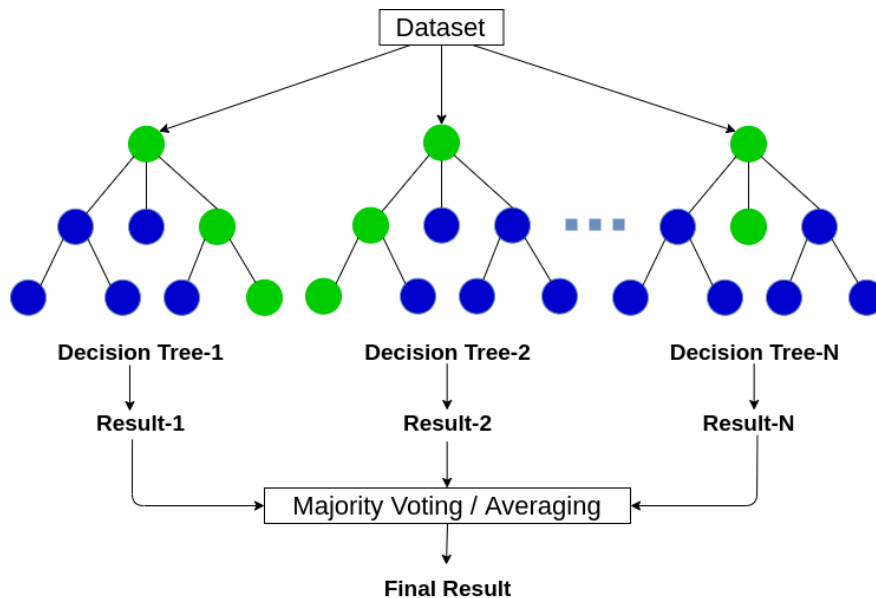 Dataset
Decision Tree-1
Decision Tree-2
Decision Tree-N
Result-1
Result-2
Result-N
Majority Voting / Averaging
Final Result